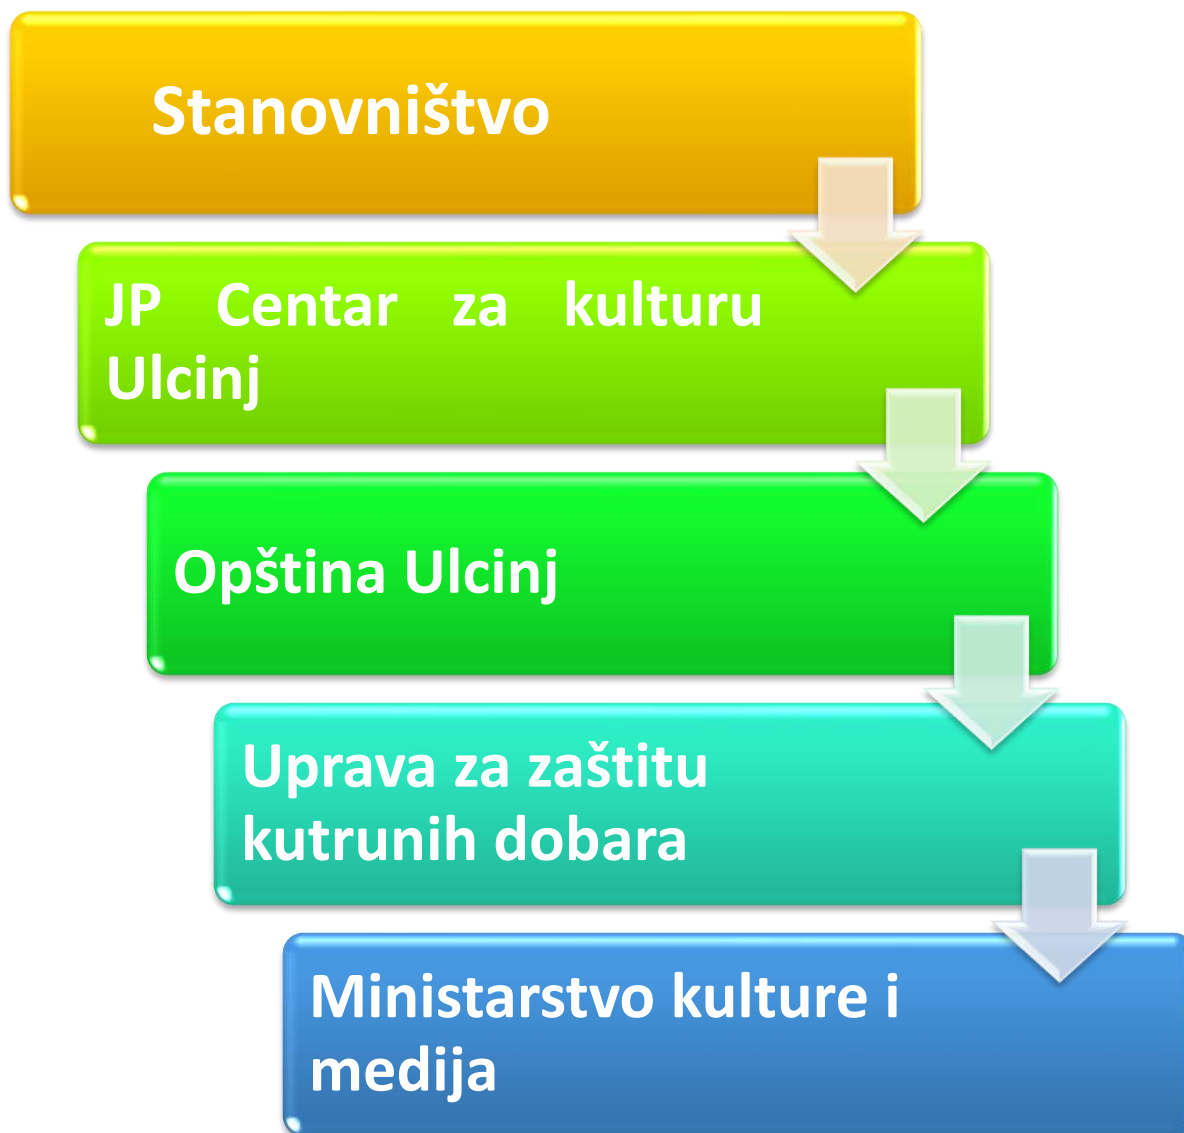 Stanovništvo
JP Centar za kulturu
Ulcinj
Opština Ulcinj
Uprava za zaštitu
kutrunih dobara
Ministarstvo kulture i
medija